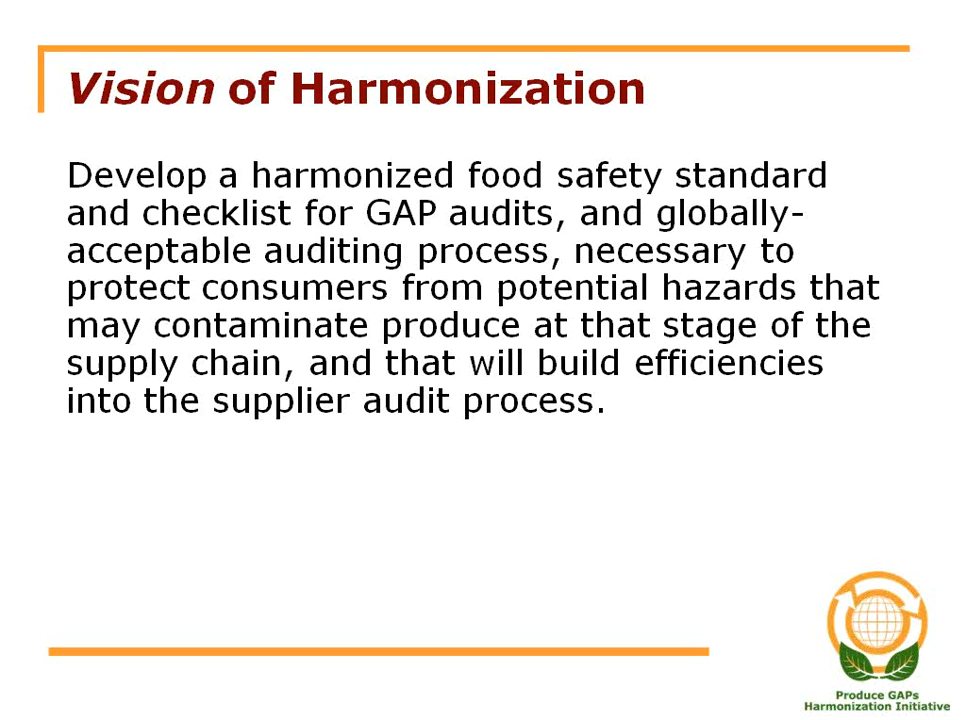 Vision of Harmonization
Develop a harmonized food safety standard
and checklist for GAP audits, and globally-
acceptable auditing process, necessary to
protect consumers from potential hazards that
may contaminate produce at that stage of the
supply chain, and that will build efficiencies
into the supplier audit process.
Produce GAPs
Harmonization Initiative